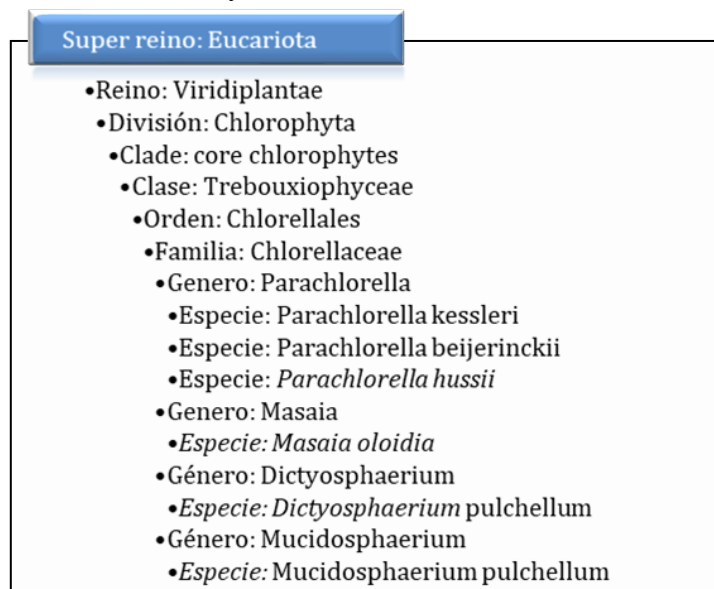 Super reino: Eucariota
•Reino: Viridiplantae
•División: Chlorophyta
•Clade: core chlorophytes
•Clase: Trebouxiophyceae
•Orden: Chlorellales
•Familia: Chlorellaceae
•Genero: Parachlorella
•Especie: Parachlorella kessleri
•Especie: Parachlorella beijerinckii
•Especie: Parachlorella hussii
•Genero: Masaia
•Especie: Masaia oloidia
•Género: Dictyosphaerium
•Especie: Dictyosphaerium pulchellum
•Género: Mucidosphaerium
•Especie: Mucidosphaerium pulchellum